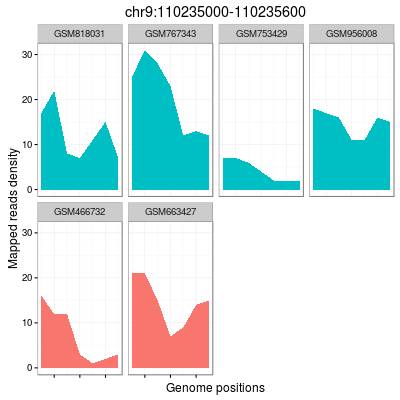 chr9:110235000-110235600
GSM818031 GSM767343 GSM753429 GSM956008
30
20
10
0
GSM466732 GSM663427
30
20
10
0
Mapped reads density
Genome positions